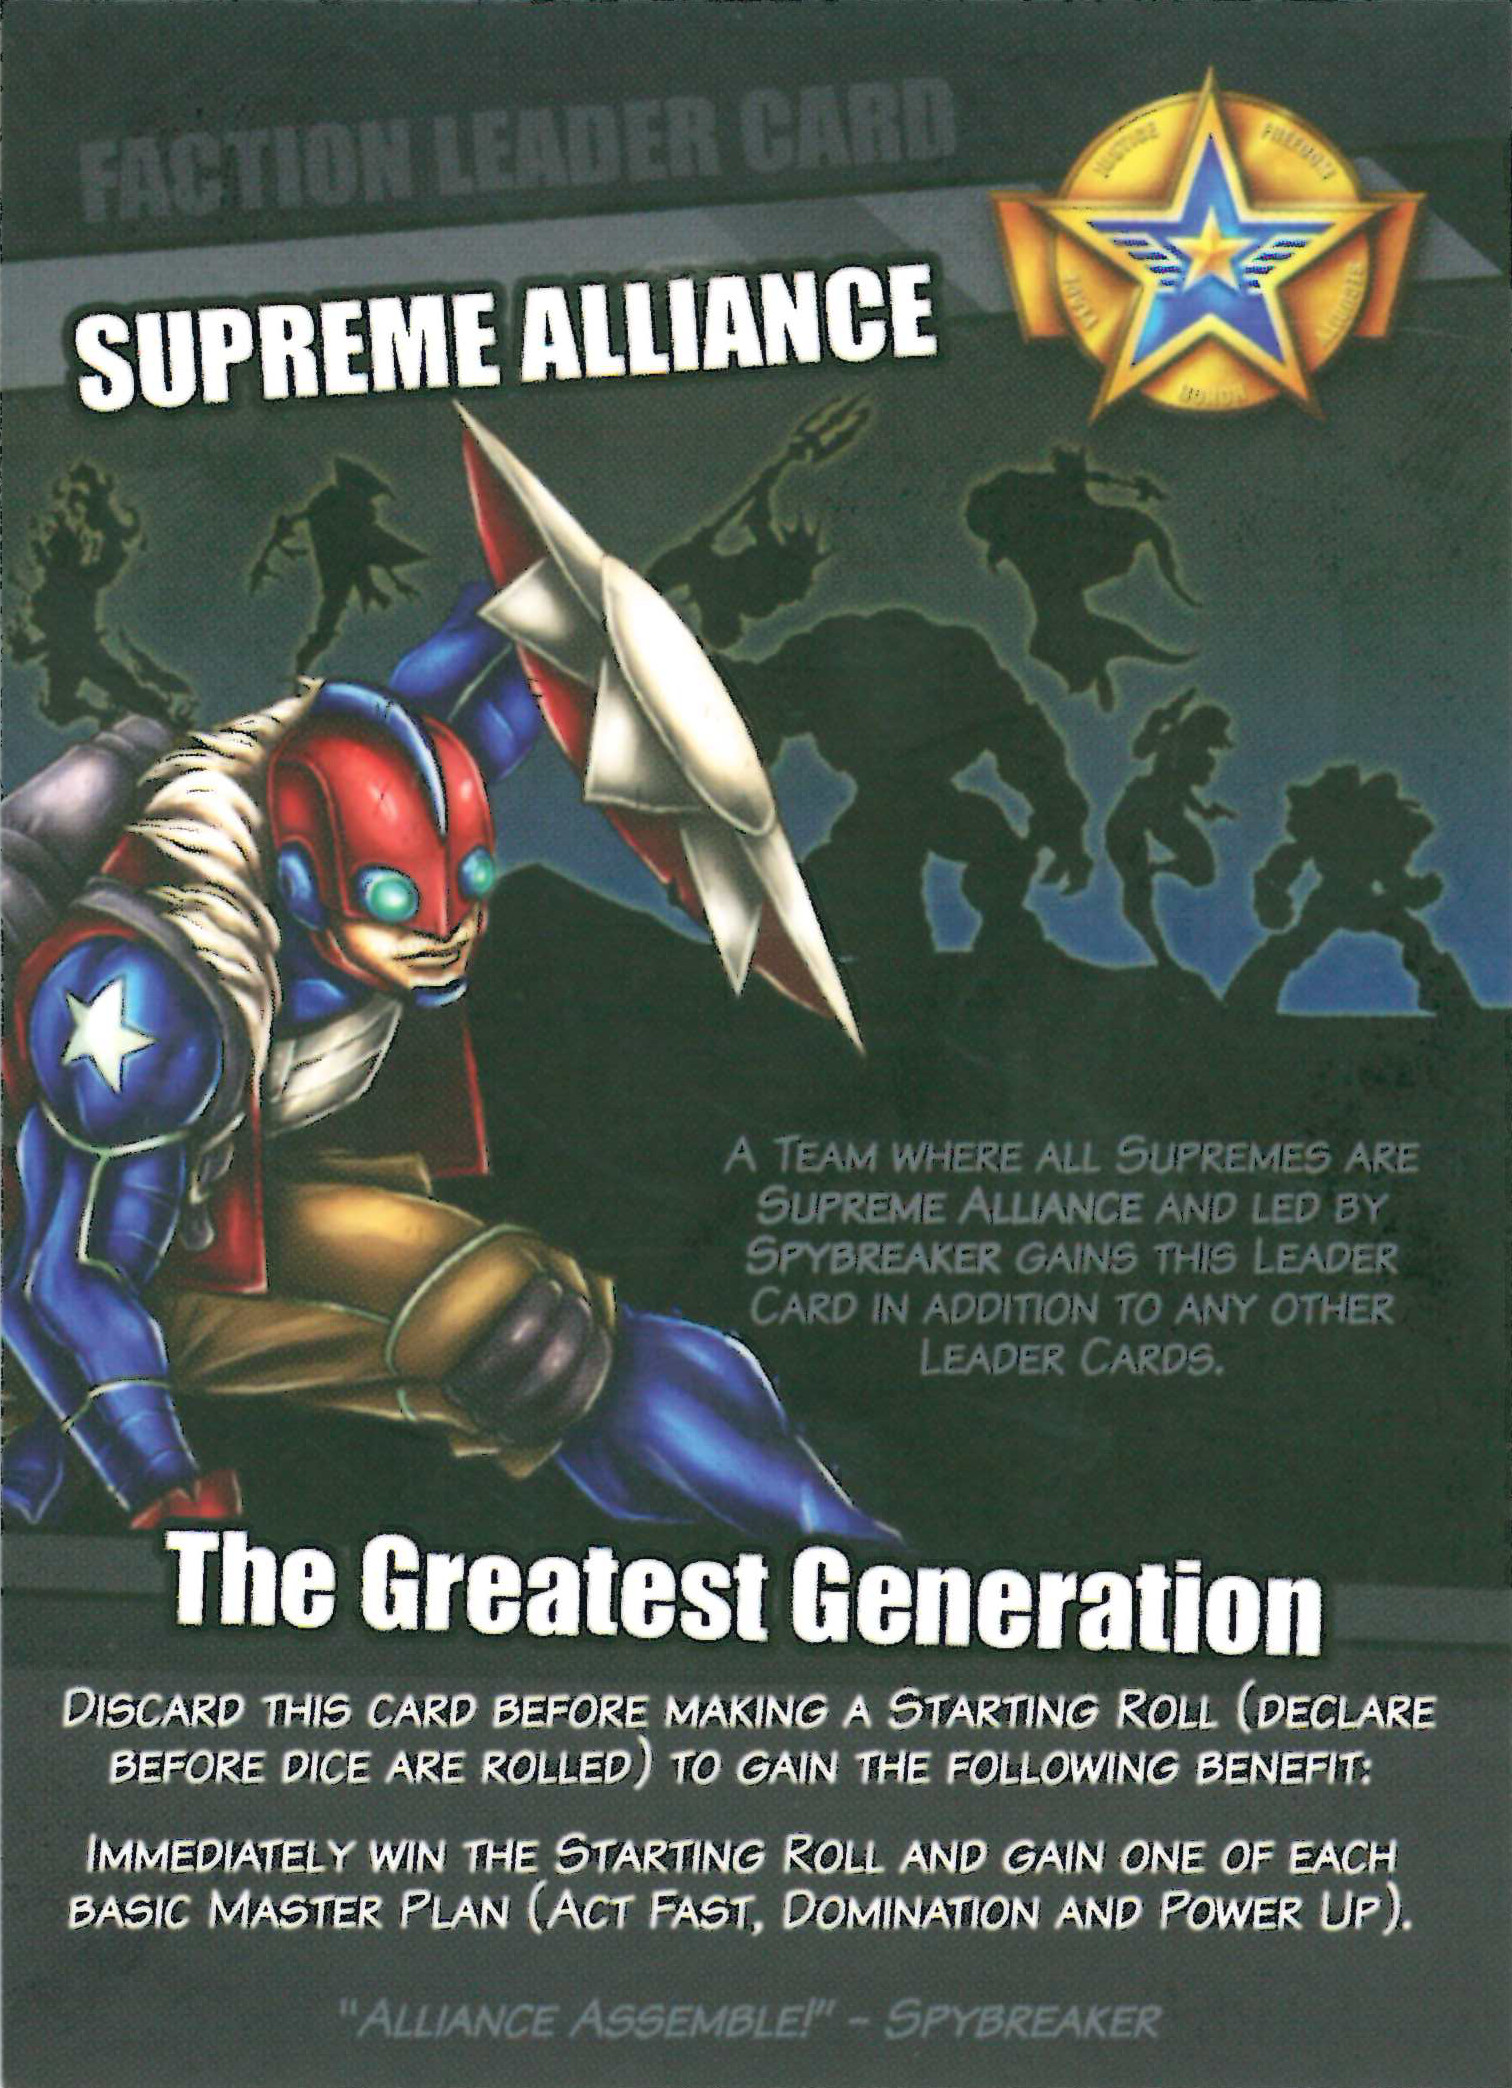 FACTION LEADER CARD
SUPREME ALLIANCE
JUSTICE
FREEDOM
HONOR
A TEAM WHERE ALL SUPREMES ARE
SUPREME ALLIANCE AND LED BY
SPYBREAKER GAINS THIS LEADER
CARD IN ADDITION TO ANY OTHER
LEADER CARDS.
The Greatest Generation
DISCARD THIS CARD BEFORE MAKING A STARTING ROLL (DECLARE
BEFORE DICE ARE ROLLED) TO GAIN THE FOLLOWING BENEFIT:
IMMEDIATELY WIN THE STARTING ROLL AND GAIN ONE OF EACH
BASIC MASTER PLAN (ACT FAST, DOMINATION AND POWER UP).
"ALLIANCE ASSEMBLE!" - SPYBREAKER